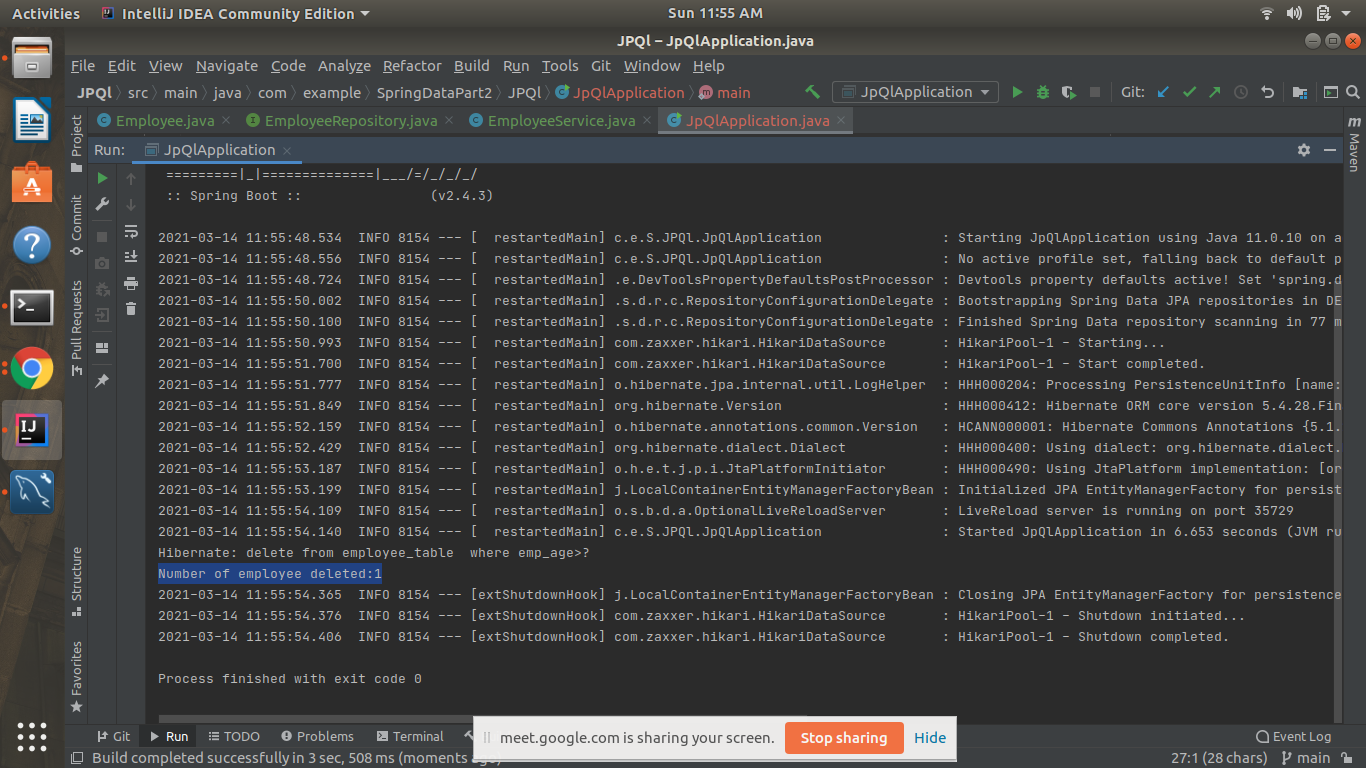 Activities IntelliJ IDEA Community Edition Sun 11:55 AM
JPQl – JpQlApplication.java
File Edit View Navigate Code Analyze Refactor Build Run Tools Git Window Help
JPQl src main java com example SpringDataPart2 JPQl JpQlApplication main JpQlApplication Git:
Employee.java EmployeeRepository.java EmployeeService.java JpQlApplication.java
Run: JpQlApplication
Project
Commit
Pull Requests
Structure
Favorites
Maven
=========|_|==============|___/=/_/_/_/
:: Spring Boot :: (v2.4.3)
2021-03-14 11:55:48.534 INFO 8154 --- [ restartedMain] c.e.S.JPQl.JpQlApplication : Starting JpQlApplication using Java 11.0.10 on a
2021-03-14 11:55:48.556 INFO 8154 --- [ restartedMain] c.e.S.JPQl.JpQlApplication : No active profile set, falling back to default p
2021-03-14 11:55:48.724 INFO 8154 --- [ restartedMain] .e.DevToolsPropertyDefaultsPostProcessor : Devtools property defaults active! Set 'spring.d
2021-03-14 11:55:50.002 INFO 8154 --- [ restartedMain] .s.d.r.c.RepositoryConfigurationDelegate : Bootstrapping Spring Data JPA repositories in DE
2021-03-14 11:55:50.100 INFO 8154 --- [ restartedMain] .s.d.r.c.RepositoryConfigurationDelegate : Finished Spring Data repository scanning in 77 m
2021-03-14 11:55:50.993 INFO 8154 --- [ restartedMain] com.zaxxer.hikari.HikariDataSource : HikariPool-1 - Starting...
2021-03-14 11:55:51.700 INFO 8154 --- [ restartedMain] com.zaxxer.hikari.HikariDataSource : HikariPool-1 - Start completed.
2021-03-14 11:55:51.777 INFO 8154 --- [ restartedMain] o.hibernate.jpa.internal.util.LogHelper : HHH000204: Processing PersistenceUnitInfo [name:
2021-03-14 11:55:51.849 INFO 8154 --- [ restartedMain] org.hibernate.Version : HHH000412: Hibernate ORM core version 5.4.28.Fin
2021-03-14 11:55:52.159 INFO 8154 --- [ restartedMain] o.hibernate.annotations.common.Version : HCANN000001: Hibernate Commons Annotations {5.1.
2021-03-14 11:55:52.429 INFO 8154 --- [ restartedMain] org.hibernate.dialect.Dialect : HHH000400: Using dialect: org.hibernate.dialect.
2021-03-14 11:55:53.187 INFO 8154 --- [ restartedMain] o.h.e.t.j.p.i.JtaPlatformInitiator : HHH000490: Using JtaPlatform implementation: [or
2021-03-14 11:55:53.199 INFO 8154 --- [ restartedMain] j.LocalContainerEntityManagerFactoryBean : Initialized JPA EntityManagerFactory for persist
2021-03-14 11:55:54.109 INFO 8154 --- [ restartedMain] o.s.b.d.a.OptionalLiveReloadServer : LiveReload server is running on port 35729
2021-03-14 11:55:54.140 INFO 8154 --- [ restartedMain] c.e.S.JPQl.JpQlApplication : Started JpQlApplication in 6.653 seconds (JVM ru
Hibernate: delete from employee_table where emp_age>?
Number of employee deleted:1
2021-03-14 11:55:54.365 INFO 8154 --- [extShutdownHook] j.LocalContainerEntityManagerFactoryBean : Closing JPA EntityManagerFactory for persistence
2021-03-14 11:55:54.376 INFO 8154 --- [extShutdownHook] com.zaxxer.hikari.HikariDataSource : HikariPool-1 - Shutdown initiated...
2021-03-14 11:55:54.406 INFO 8154 --- [extShutdownHook] com.zaxxer.hikari.HikariDataSource : HikariPool-1 - Shutdown completed.
Process finished with exit code 0
Git Run TODO Problems Terminal Event Log
meet.google.com is sharing your screen. Stop sharing Hide
Build completed successfully in 3 sec, 508 ms (moments ago) 27:1 (28 chars) main